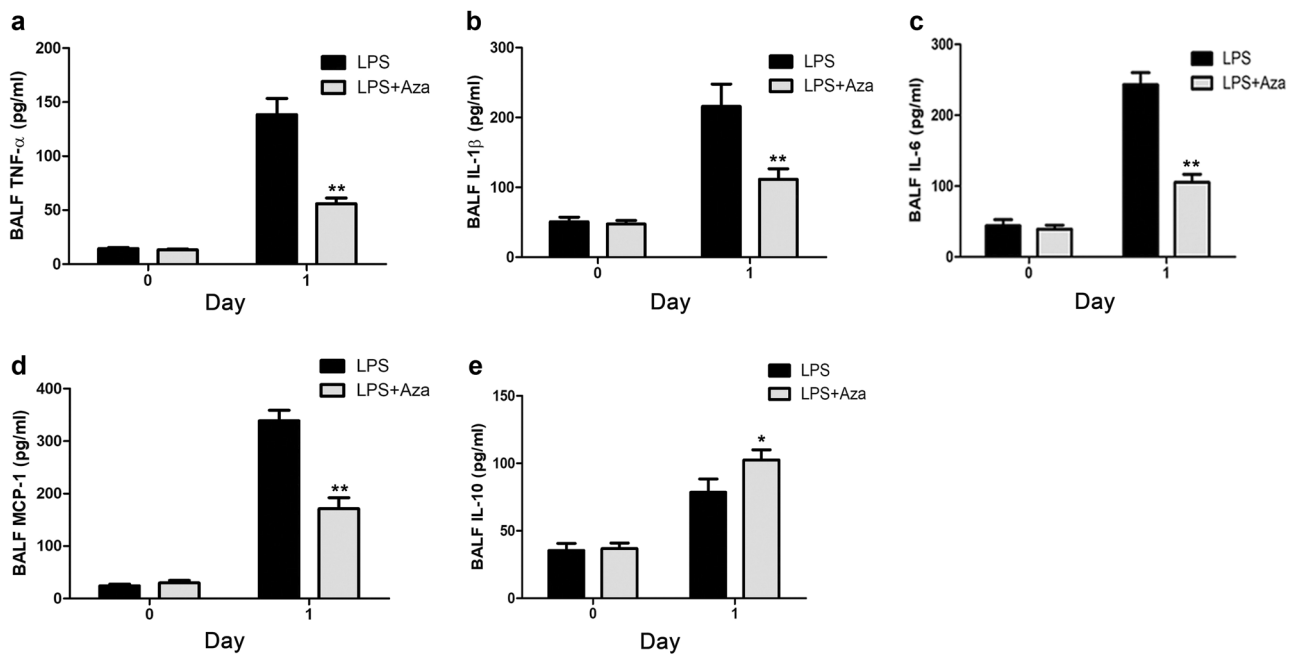 a
BALF TNF-α (pg/ml)
200
150
100
50
0
LPS
LPS+Aza
**
0
1
Day
b
BALF IL-1β (pg/ml)
300
200
100
0
LPS
LPS+Aza
**
0
1
Day
c
BALF IL-6 (pg/ml)
300
200
100
0
LPS
LPS+Aza
**
0
1
Day
d
BALF MCP-1 (pg/ml)
400
300
200
100
0
LPS
LPS+Aza
**
0
1
Day
e
BALF IL-10 (pg/ml)
150
100
50
0
LPS
LPS+Aza
*
0
1
Day